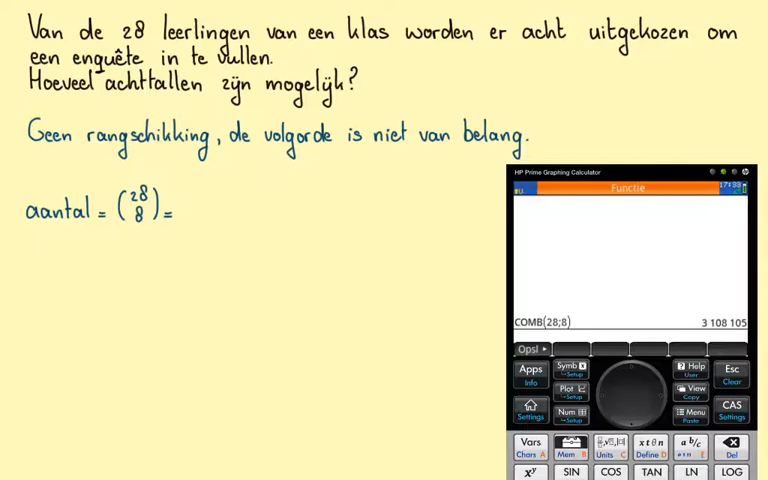 Van de 28 leerlingen van een klas worden er acht uitgekozen om
een enquête in te vullen.
Hoeveel achttallen zijn mogelijk?
Geen rangschikking, de volgorde is niet van belang.
aantal = (28 8) =
HP Prime Graphing Calculator
Functie
17:33
COMB(28;8)
3 108 105
Opsl ▸
Apps Info
Symb Setup
Help User
Esc Clear
Plot Setup
View Copy
Settings
Num Setup
Menu Paste
CAS Settings
Vars Chars A
Mem B
Units C
x t θ n Define D
a b/c E
Del
xʸ SIN COS TAN LN LOG